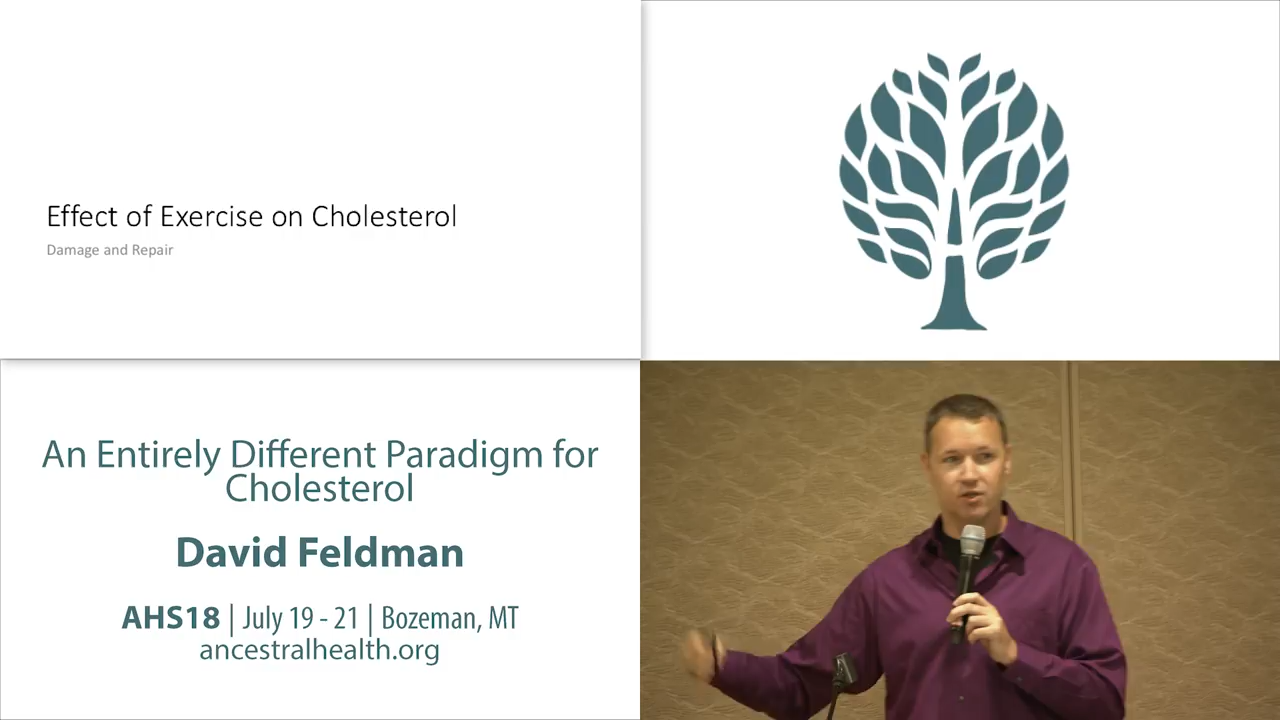 Effect of Exercise on Cholesterol
Damage and Repair
An Entirely Different Paradigm for
Cholesterol
David Feldman
AHS18 | July 19 - 21 | Bozeman, MT
ancestralhealth.org